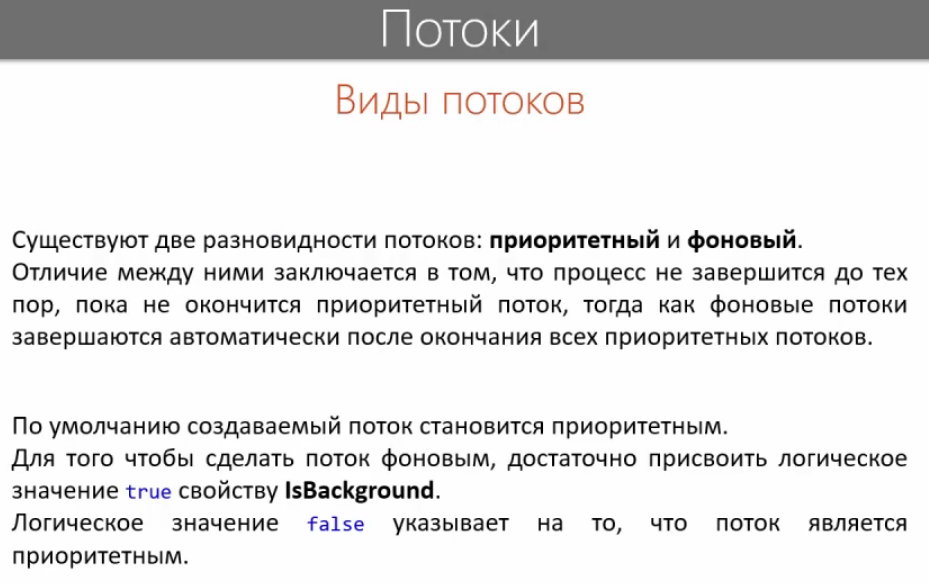 Потоки
Виды потоков
Существуют две разновидности потоков: приоритетный и фоновый.
Отличие между ними заключается в том, что процесс не завершится до тех
пор, пока не окончится приоритетный поток, тогда как фоновые потоки
завершаются автоматически после окончания всех приоритетных потоков.
По умолчанию создаваемый поток становится приоритетным.
Для того чтобы сделать поток фоновым, достаточно присвоить логическое
значение true свойству IsBackground.
Логическое значение false указывает на то, что поток является
приоритетным.